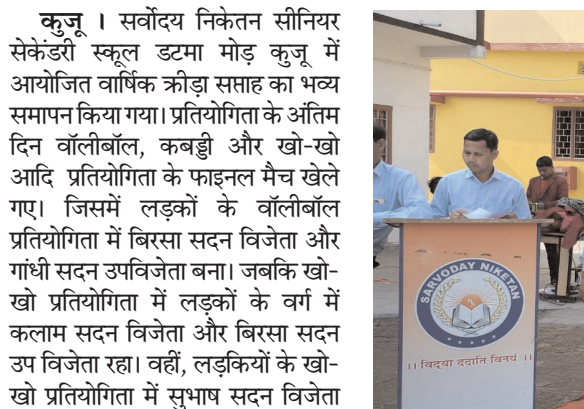 कुजू । सर्वोदय निकेतन सीनियर
सेकेंडरी स्कूल डटमा मोड़ कुजू में
आयोजित वार्षिक क्रीड़ा सप्ताह का भव्य
समापन किया गया। प्रतियोगिता के अंतिम
दिन वॉलीबॉल, कबड्डी और खो-खो
आदि प्रतियोगिता के फाइनल मैच खेले
गए। जिसमें लड़कों के वॉलीबॉल
प्रतियोगिता में बिरसा सदन विजेता और
गांधी सदन उपविजेता बना। जबकि खो-
खो प्रतियोगिता में लड़कों के वर्ग में
कलाम सदन विजेता और बिरसा सदन
उप विजेता रहा। वहीं, लड़कियों के खो-
खो प्रतियोगिता में सुभाष सदन विजेता
SARVODAY NIKETAN
।। विद्या ददाति विनयं ।।